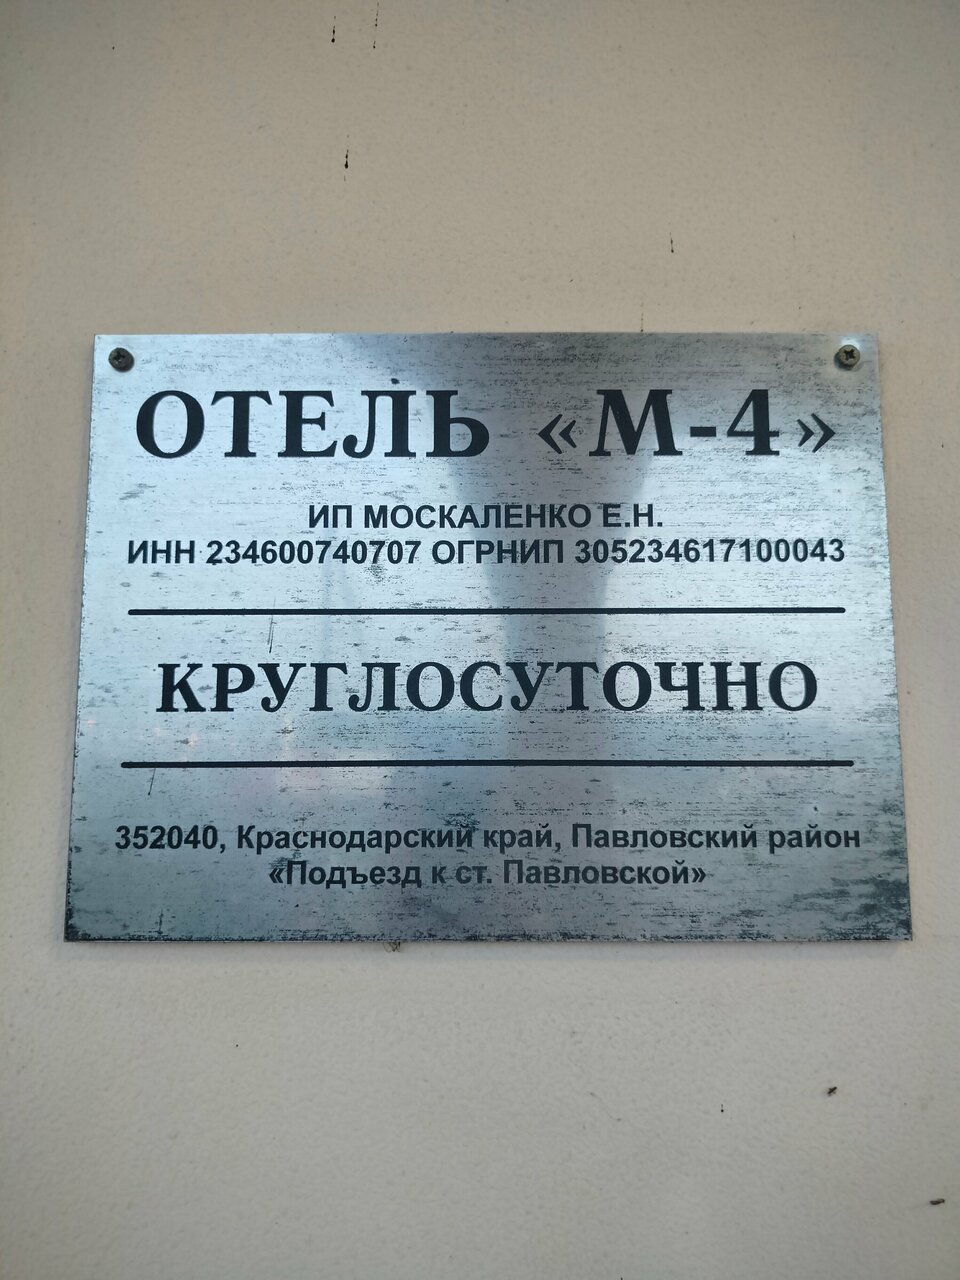 ОТЕЛЬ «М-4»
ИП МОСКАЛЕНКО Е.Н.
ИНН 234600740707 ОГРНИП 305234617100043
КРУГЛОСУТОЧНО
352040, Краснодарский край, Павловский район
«Подъезд к ст. Павловской»